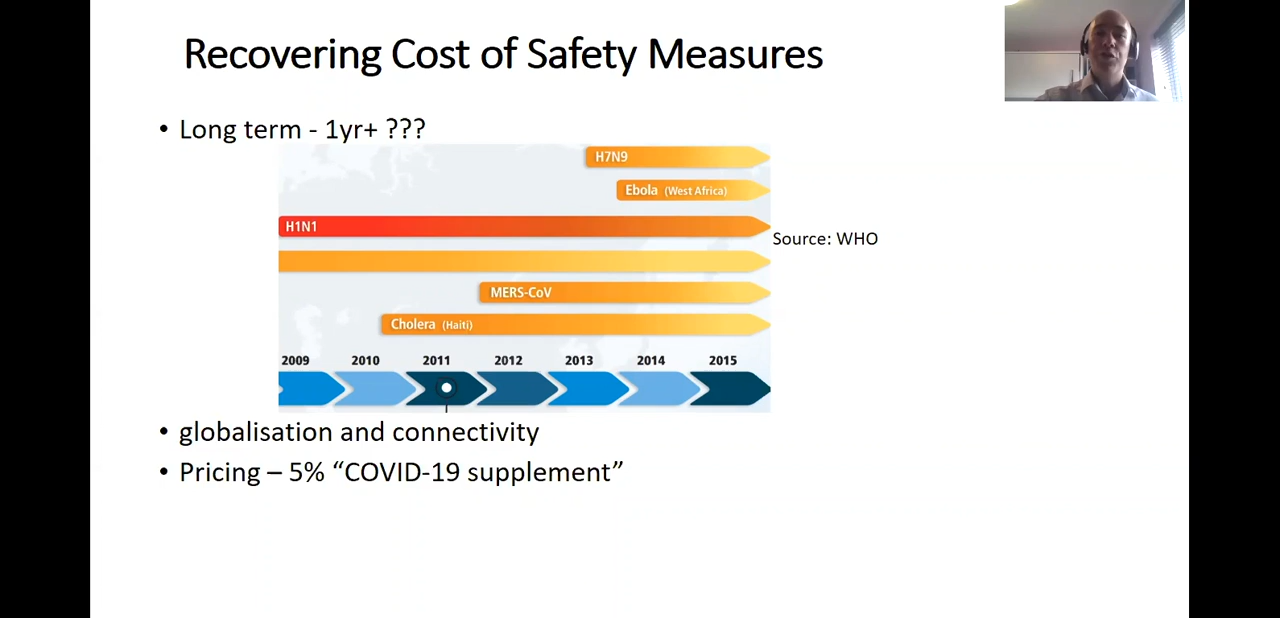 Recovering Cost of Safety Measures
• Long term - 1yr+ ???
H7N9
Ebola (West Africa)
H1N1
Source: WHO
MERS-CoV
Cholera (Haiti)
2009 2010 2011 2012 2013 2014 2015
• globalisation and connectivity
• Pricing – 5% “COVID-19 supplement”